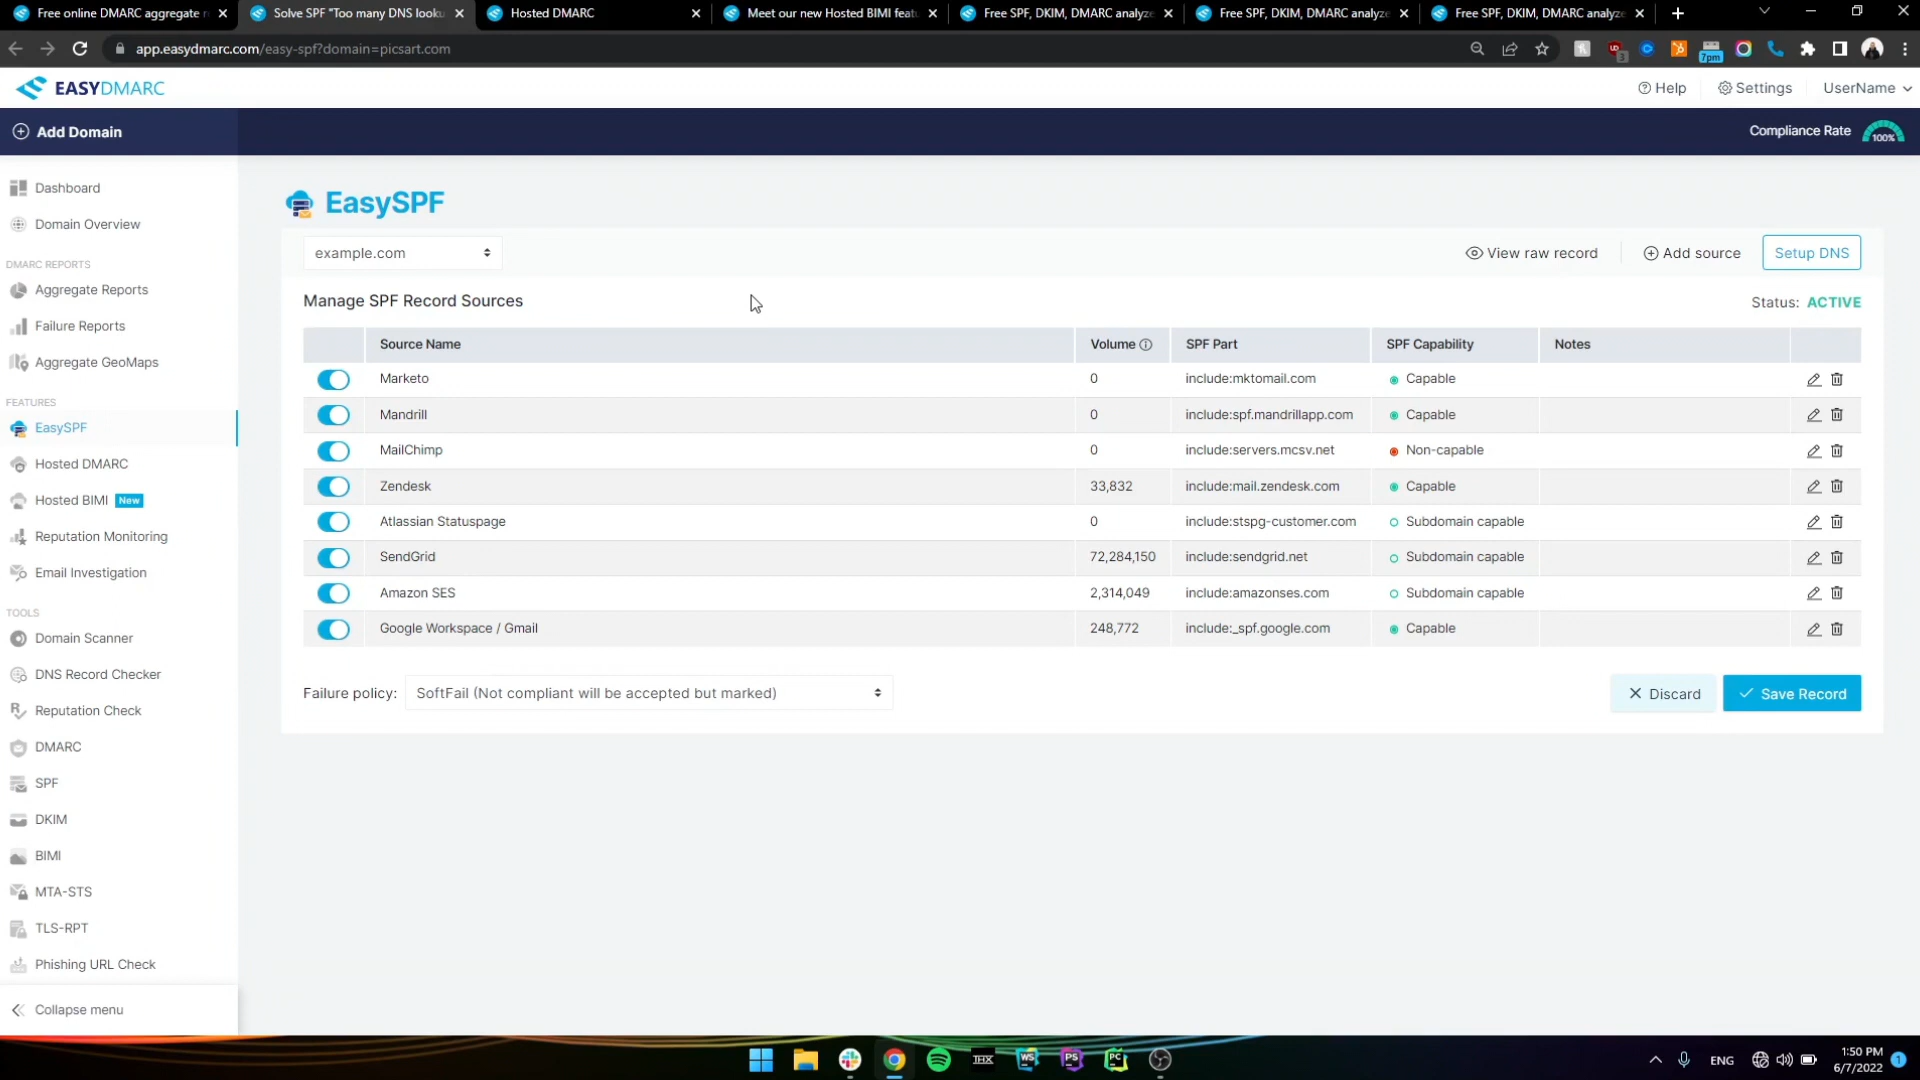 Free online DMARC aggregate r
Solve SPF "Too many DNS looku
Hosted DMARC
Meet our new Hosted BIMI feat
Free SPF, DKIM, DMARC analyze
Free SPF, DKIM, DMARC analyze
Free SPF, DKIM, DMARC analyze
app.easydmarc.com/easy-spf?domain=picsart.com
3
7pm
EASYDMARC
Help
Settings
UserName
Add Domain
Compliance Rate
100%
Dashboard
Domain Overview
DMARC REPORTS
Aggregate Reports
Failure Reports
Aggregate GeoMaps
FEATURES
EasySPF
Hosted DMARC
Hosted BIMI New
Reputation Monitoring
Email Investigation
TOOLS
Domain Scanner
DNS Record Checker
Reputation Check
DMARC
SPF
DKIM
BIMI
MTA-STS
TLS-RPT
Phishing URL Check
Collapse menu
EasySPF
example.com
View raw record
Add source
Setup DNS
Manage SPF Record Sources
Status: ACTIVE
Source Name Volume SPF Part SPF Capability Notes
Marketo 0 include:mktomail.com Capable
Mandrill 0 include:spf.mandrillapp.com Capable
MailChimp 0 include:servers.mcsv.net Non-capable
Zendesk 33,832 include:mail.zendesk.com Capable
Atlassian Statuspage 0 include:stspg-customer.com Subdomain capable
SendGrid 72,284,150 include:sendgrid.net Subdomain capable
Amazon SES 2,314,049 include:amazonses.com Subdomain capable
Google Workspace / Gmail 248,772 include:_spf.google.com Capable
Failure policy: SoftFail (Not compliant will be accepted but marked)
Discard
Save Record
THX
WS
PS
PC
ENG
1:50 PM
6/7/2022
1